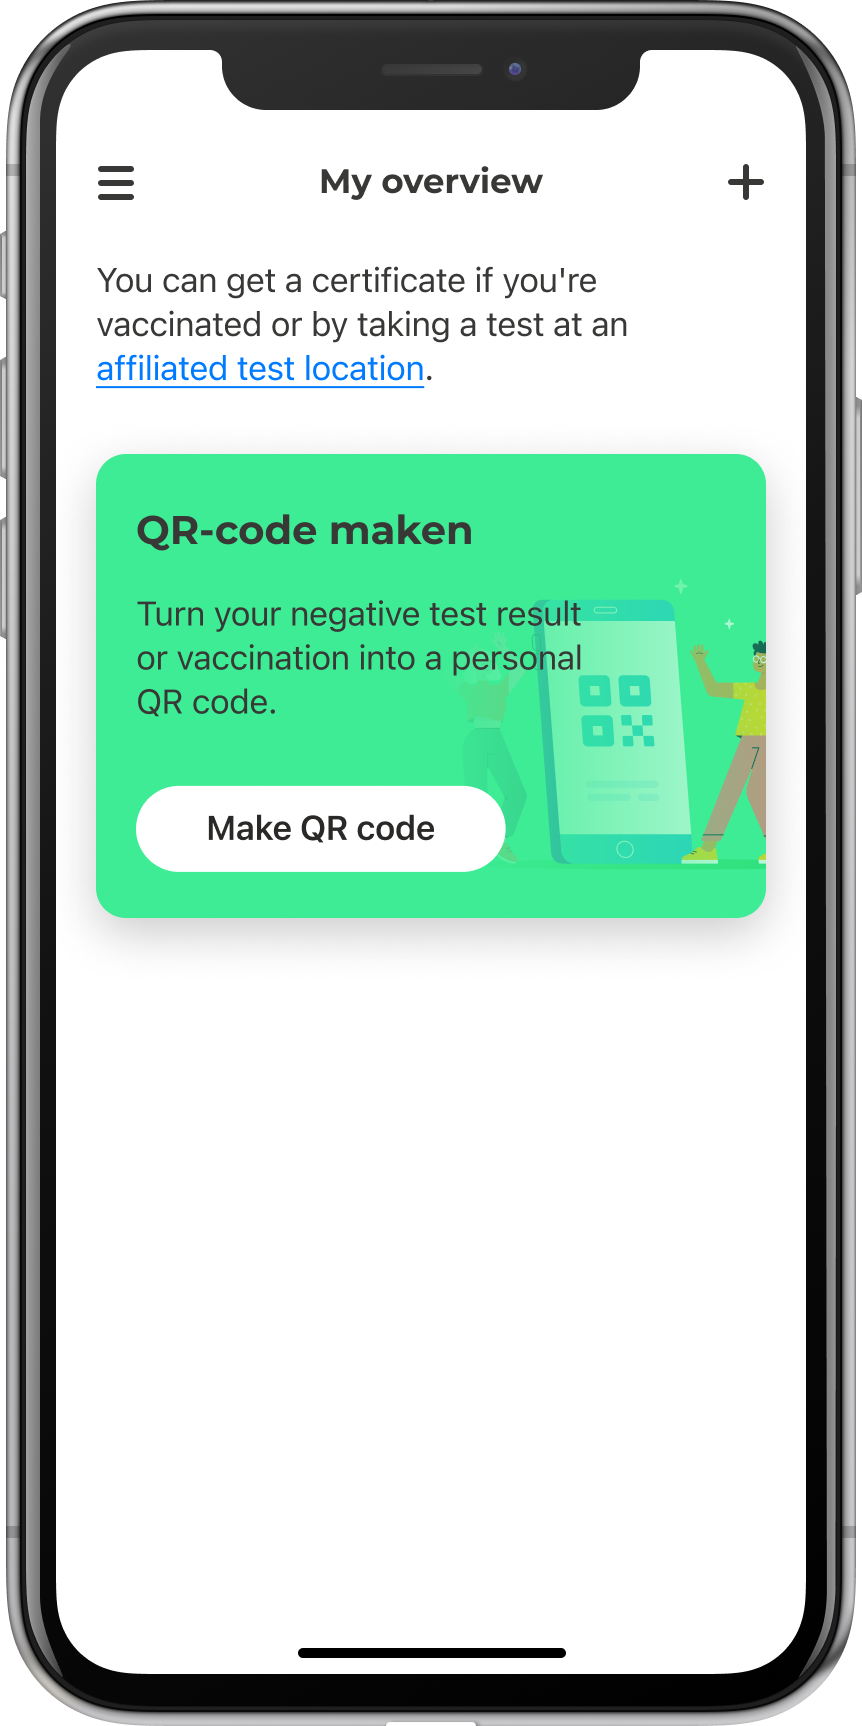 My overview
You can get a certificate if you're
vaccinated or by taking a test at an
affiliated test location.
QR-code maken
Turn your negative test result
or vaccination into a personal
QR code.
Make QR code